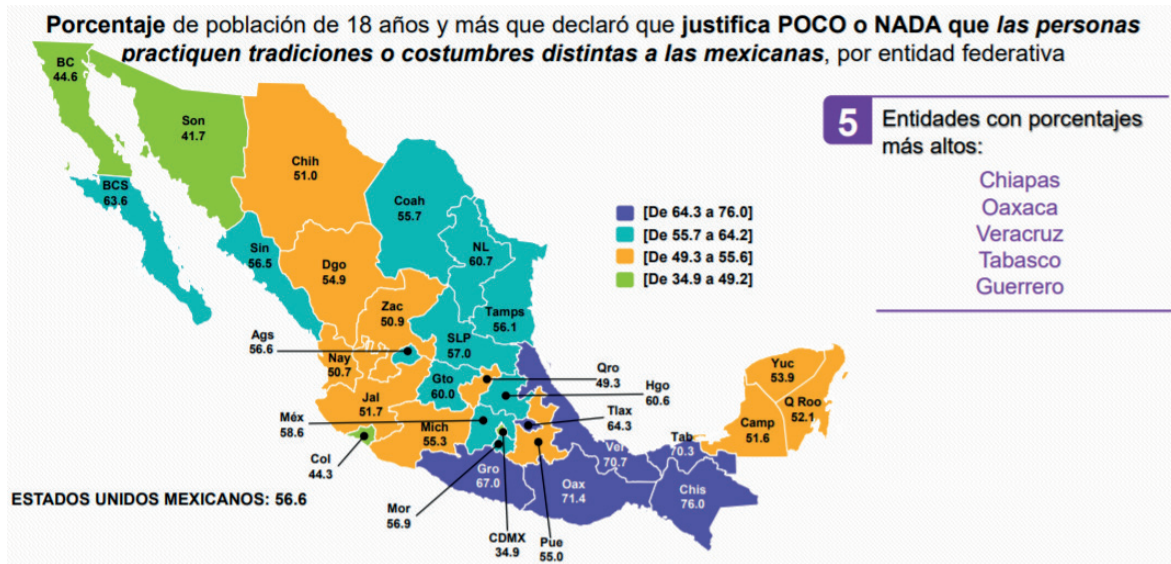 Porcentaje de población de 18 años y más que declaró que justifica POCO o NADA que las personas
practiquen tradiciones o costumbres distintas a las mexicanas, por entidad federativa
5
Entidades con porcentajes
más altos:
Chiapas
Oaxaca
Veracruz
Tabasco
Guerrero
[De 64.3 a 76.0]
[De 55.7 a 64.2]
[De 49.3 a 55.6]
[De 34.9 a 49.2]
BC
44.6
Son
41.7
BCS
63.6
Chih
51.0
Coah
55.7
Sin
56.5
Dgo
54.9
NL
60.7
Zac
50.9
Tamps
56.1
Ags
56.6
SLP
57.0
Nay
50.7
Gto
60.0
Qro
49.3
Hgo
60.6
Jal
51.7
Méx
58.6
Mich
55.3
Tlax
64.3
Col
44.3
Yuc
53.9
Q Roo
52.1
Camp
51.6
Tab
70.3
Ver
70.7
Gro
67.0
Oax
71.4
Chis
76.0
Mor
56.9
CDMX
34.9
Pue
55.0
ESTADOS UNIDOS MEXICANOS: 56.6